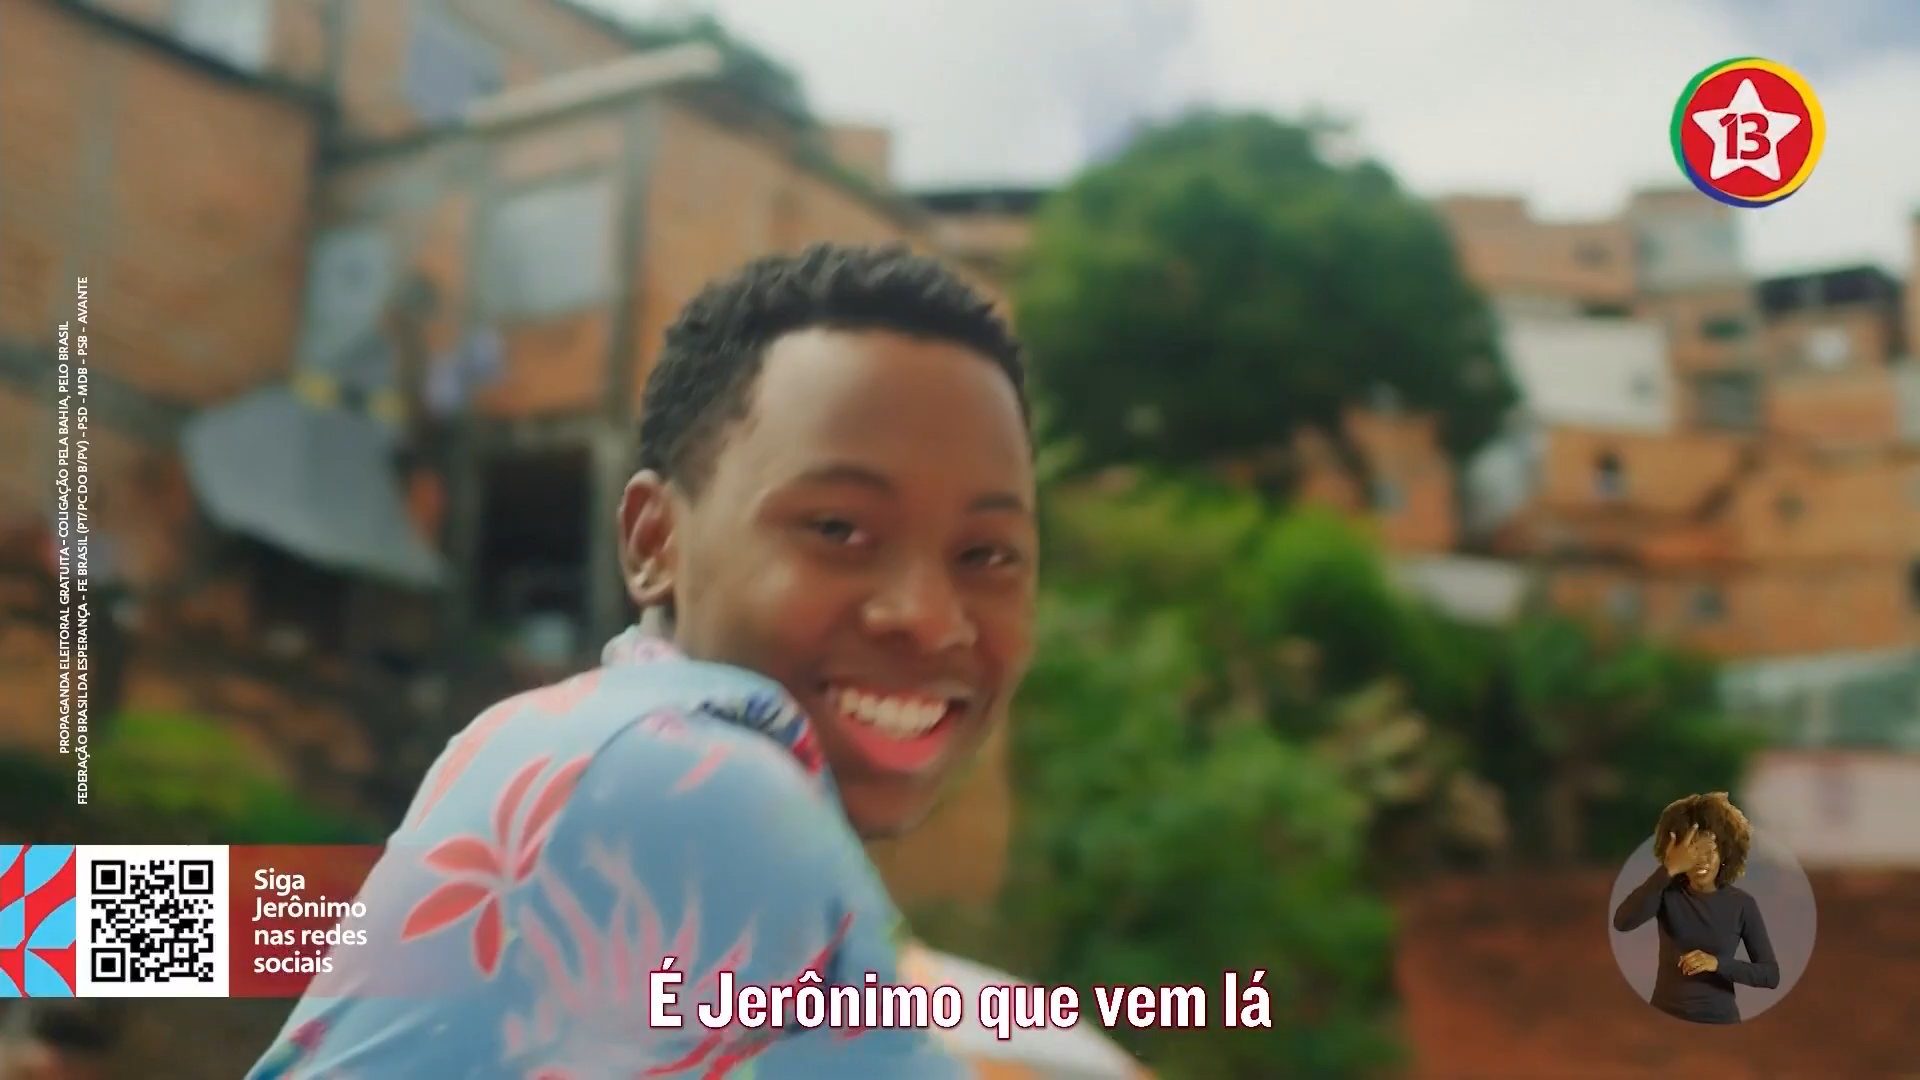 13
PROPAGANDA ELEITORAL GRATUITA - COLIGAÇÃO PELA BAHIA, PELO BRASIL
FEDERAÇÃO BRASIL DA ESPERANÇA - FE BRASIL (PT/PC DO B/PV) - PSD - MDB - PSB - AVANTE
Siga
Jerônimo
nas redes
sociais
É Jerônimo que vem lá